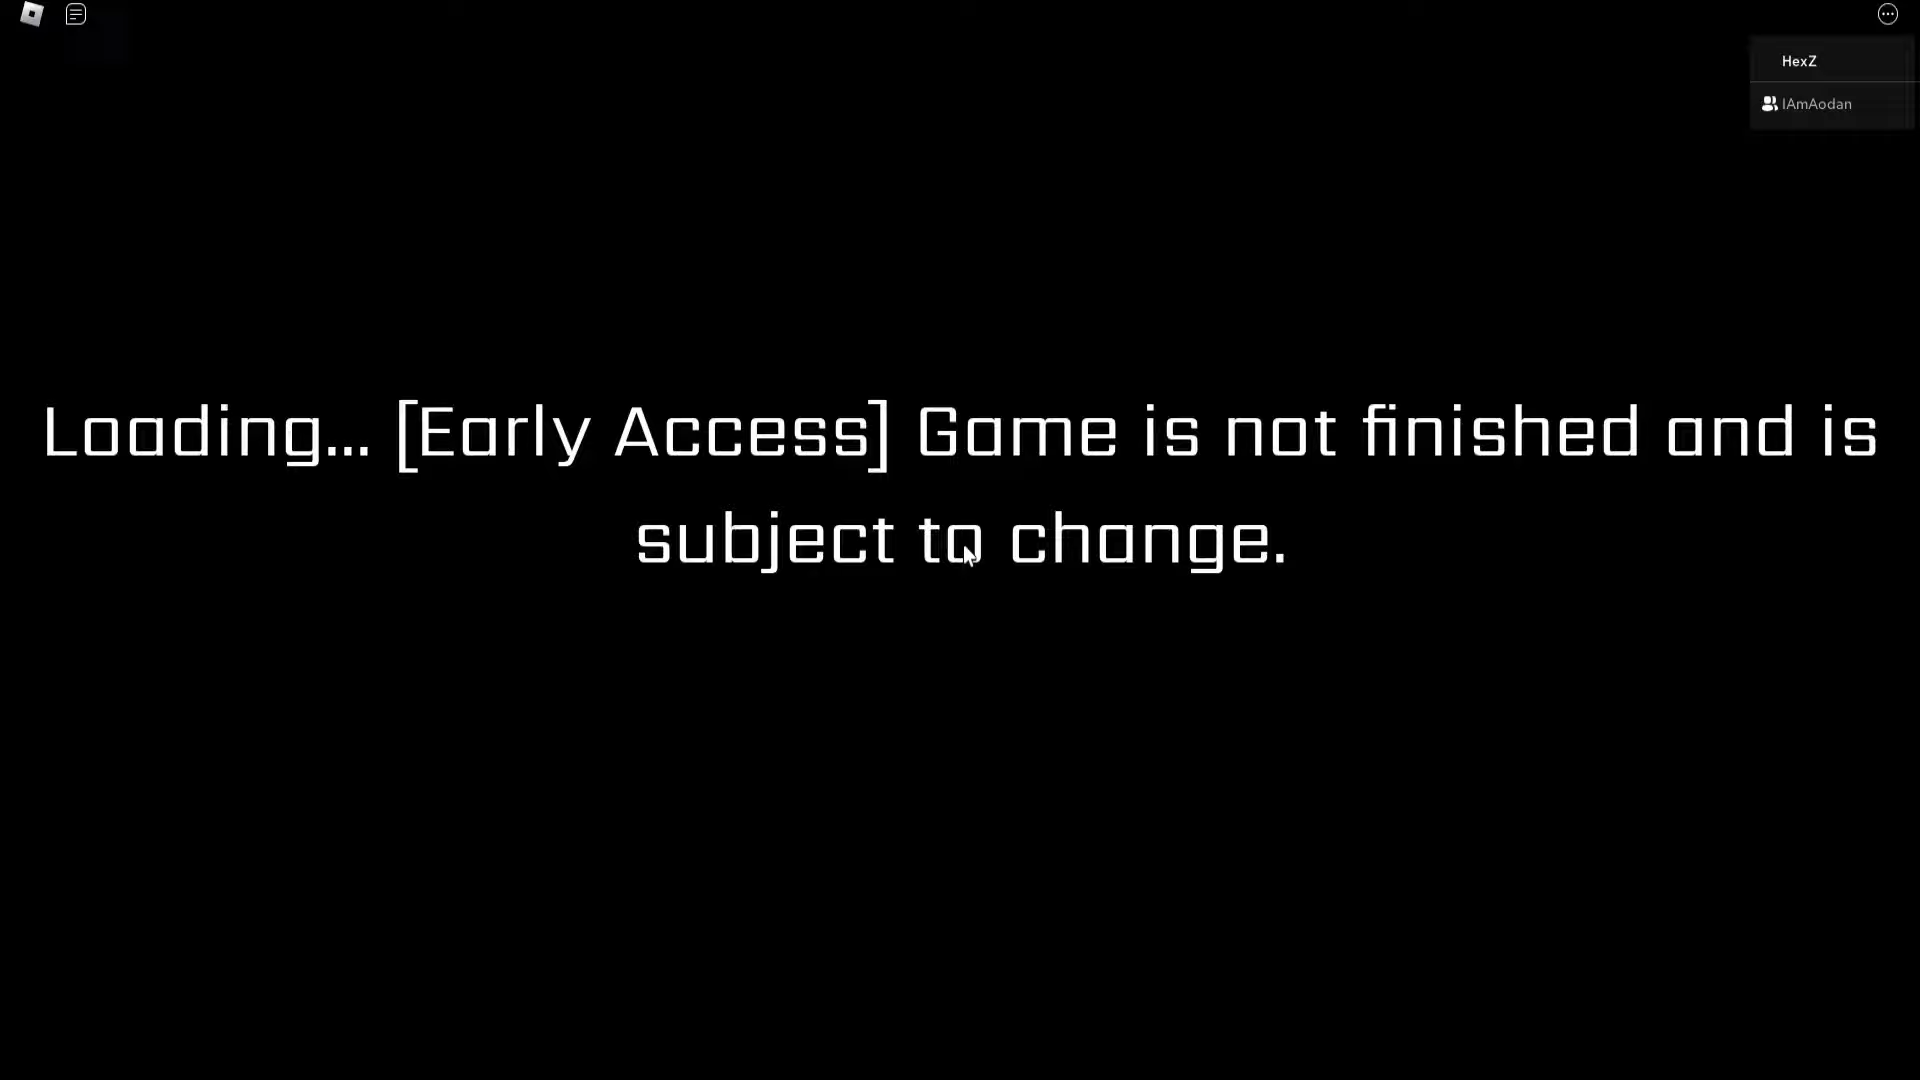 HexZ
IAmAodan
Loading... [Early Access] Game is not finished and is
subject to change.